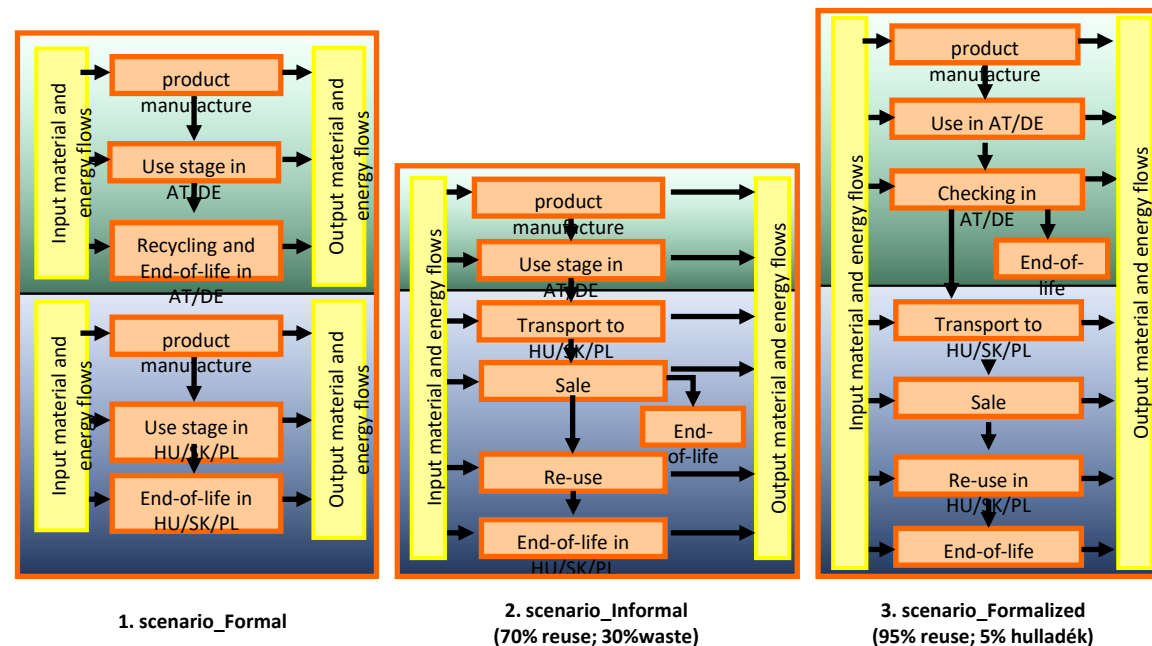 Input material and
energy flows
product
manufacture
Use stage in
AT/DE
Recycling and
End-of-life in
AT/DE
Output material and
energy flows
Input material and
energy flows
product
manufacture
Use stage in
HU/SK/PL
End-of-life in
HU/SK/PL
Output material and
energy flows
1. scenario_Formal
Input material and energy flows
product
manufacture
Use stage in
AT/DE
Transport to
HU/SK/PL
Sale
End-
of-life
Re-use
End-of-life in
HU/SK/PL
Output material and energy flows
2. scenario_Informal
(70% reuse; 30%waste)
Input material and energy flows
product
manufacture
Use in AT/DE
Checking in
AT/DE
End-of-
life
Transport to
HU/SK/PL
Sale
Re-use in
HU/SK/PL
End-of-life
Output material and energy flows
3. scenario_Formalized
(95% reuse; 5% hulladék)